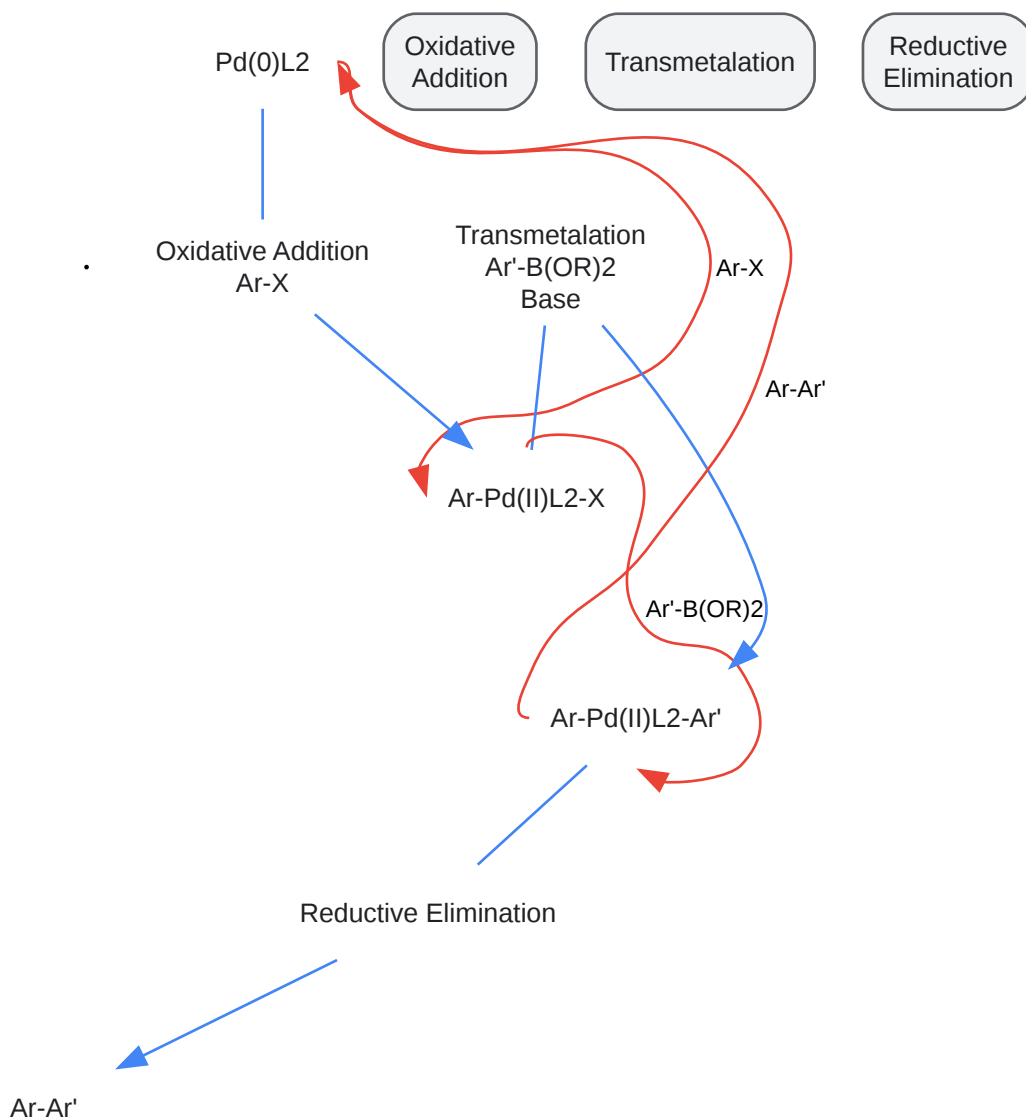 Pd(0)L2
Oxidative
Addition
Transmetalation
Reductive
Elimination
Oxidative Addition
Ar-X
Transmetalation
Ar'-B(OR)2
Base
Ar-X
Ar-Ar'
Ar-Pd(II)L2-X
Ar'-B(OR)2
Ar-Pd(II)L2-Ar'
Reductive Elimination
Ar-Ar'